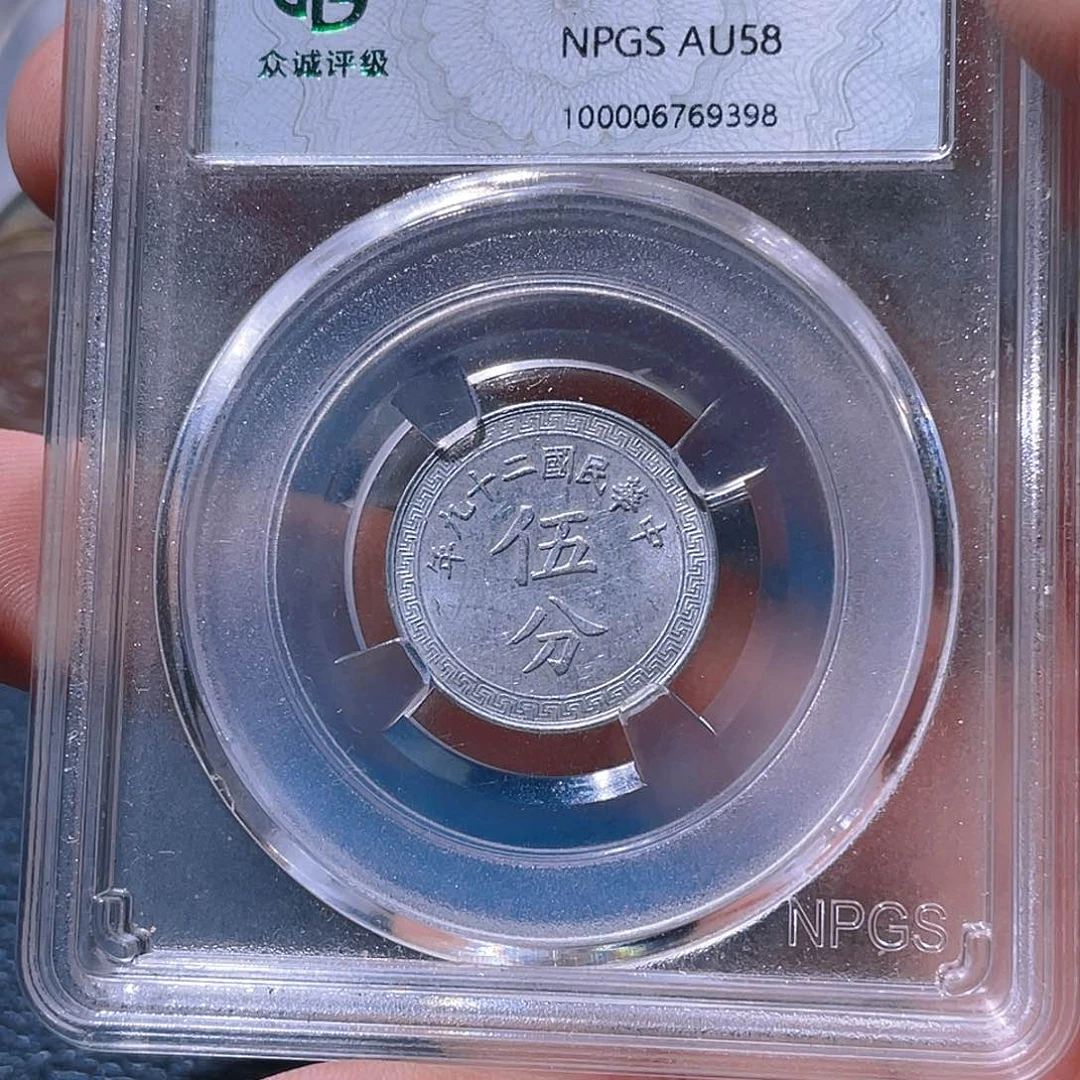 众诚评级
NPGS AU58
100006769398
中華民國二十九年
伍
分
NPGS